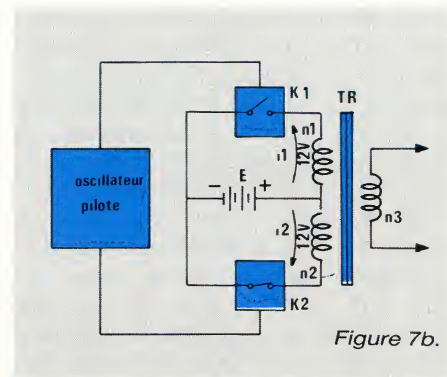 K1
TR
n1
i1
12V
oscillateur
pilote
- E +
n3
i2
12V
n2
K2
Figure 7b.